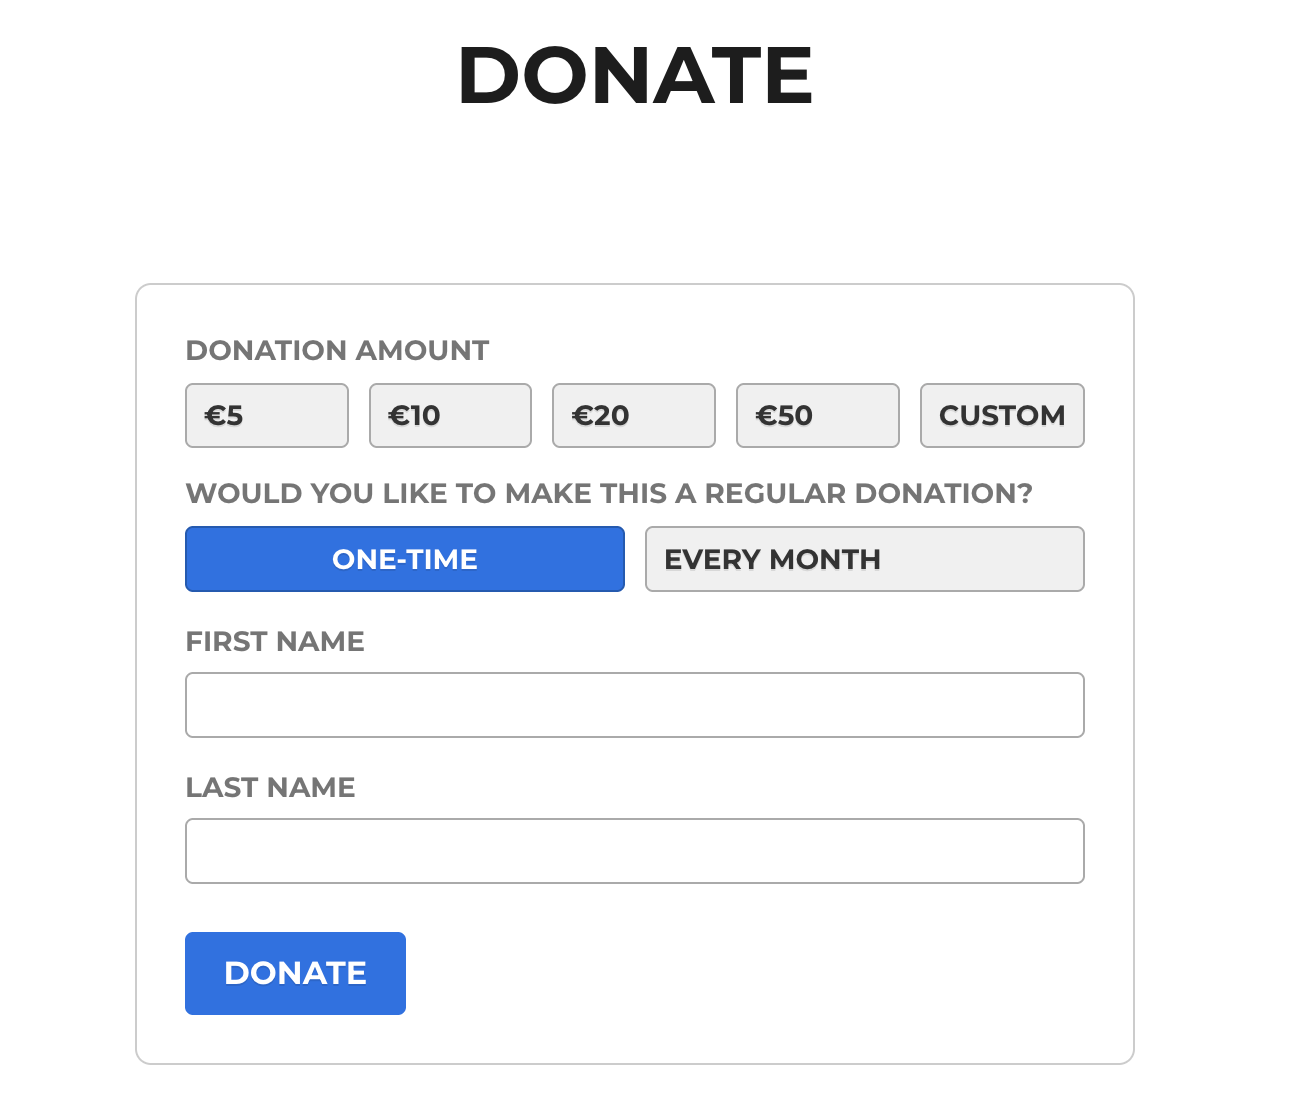 DONATE
DONATION AMOUNT
€5 €10 €20 €50 CUSTOM
WOULD YOU LIKE TO MAKE THIS A REGULAR DONATION?
ONE-TIME EVERY MONTH
FIRST NAME
LAST NAME
DONATE